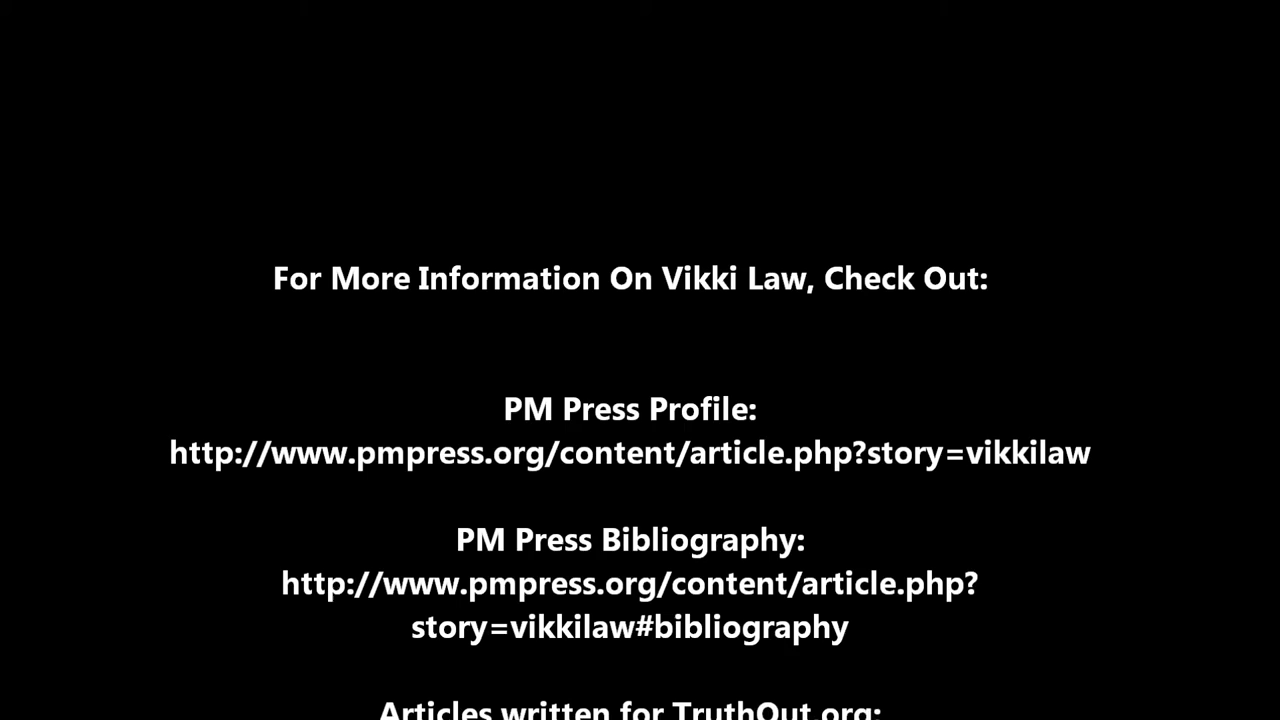 For More Information On Vikki Law, Check Out:
PM Press Profile:
http://www.pmpress.org/content/article.php?story=vikkilaw
PM Press Bibliography:
http://www.pmpress.org/content/article.php?
story=vikkilaw#bibliography
Articles written for TruthOut.org: